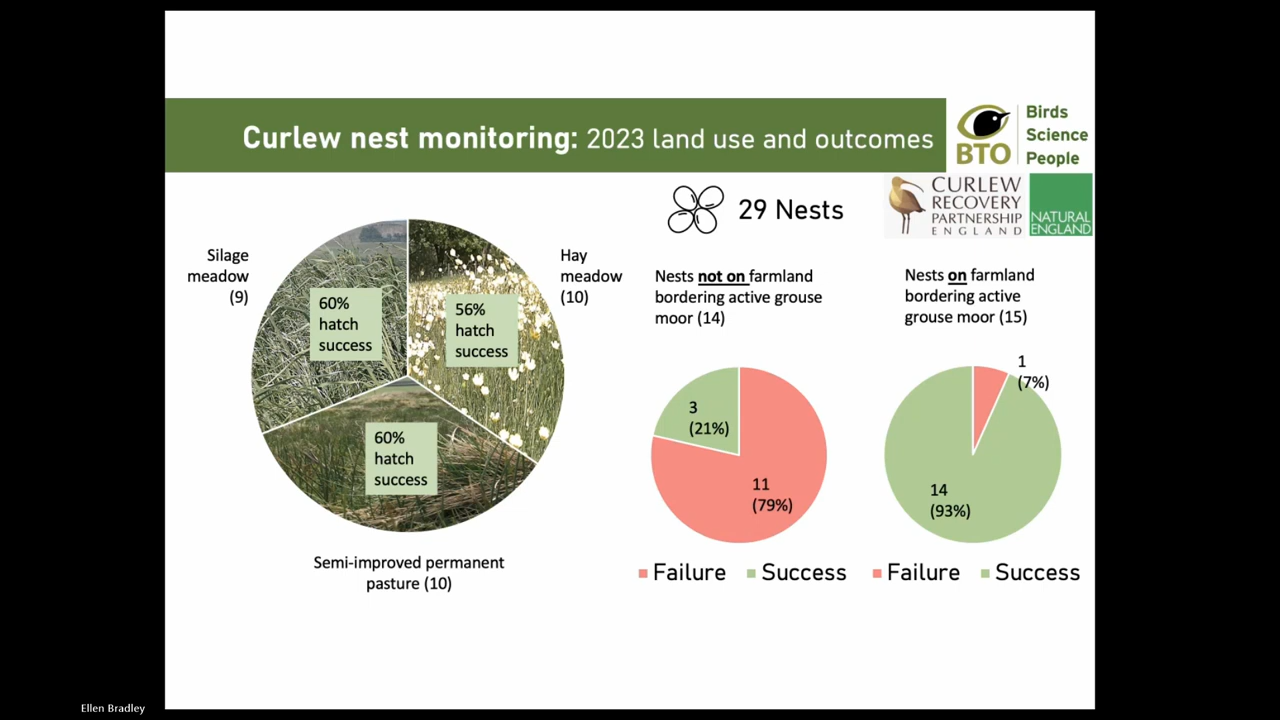 Curlew nest monitoring: 2023 land use and outcomes
BTO
Birds
Science
People
CURLEW
RECOVERY
PARTNERSHIP
ENGLAND
NATURAL
ENGLAND
29 Nests
Silage
meadow
(9)
60%
hatch
success
56%
hatch
success
Hay
meadow
(10)
60%
hatch
success
Semi-improved permanent
pasture (10)
Nests not on farmland
bordering active grouse
moor (14)
3
(21%)
11
(79%)
Failure Success
Nests on farmland
bordering active
grouse moor (15)
1
(7%)
14
(93%)
Failure Success
Ellen Bradley